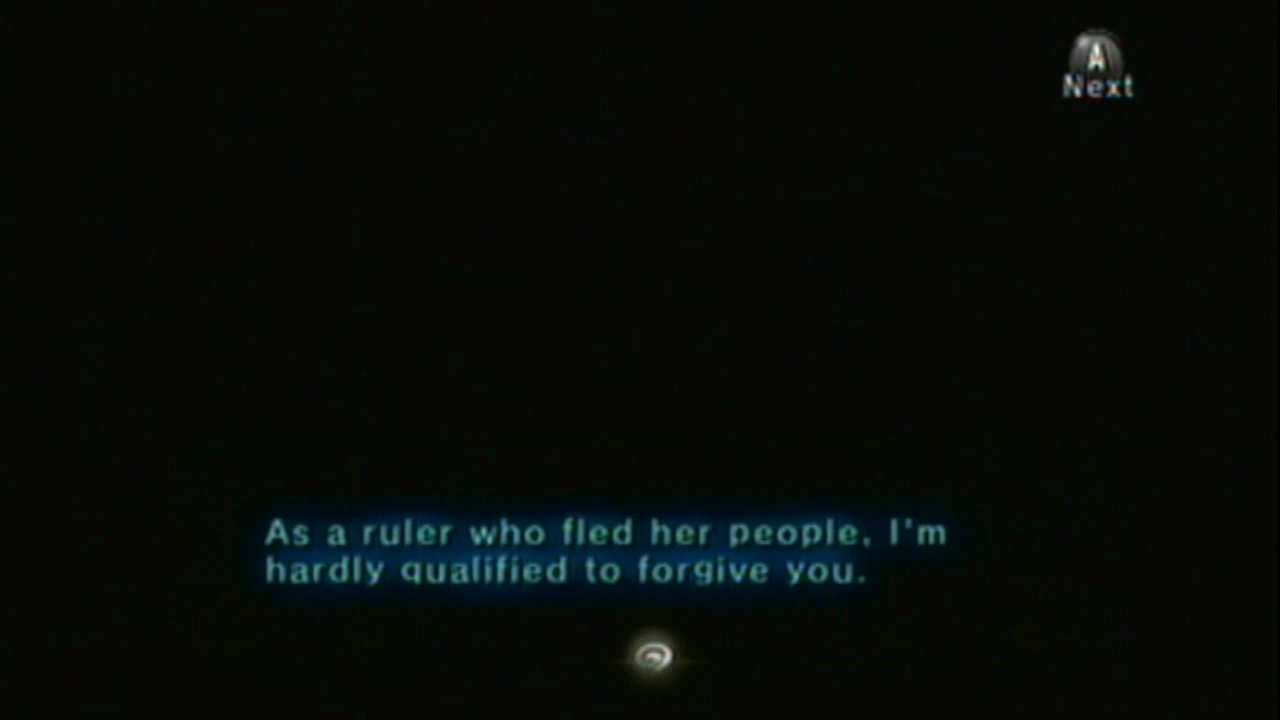 A
Next
As a ruler who fled her people, I'm
hardly qualified to forgive you.